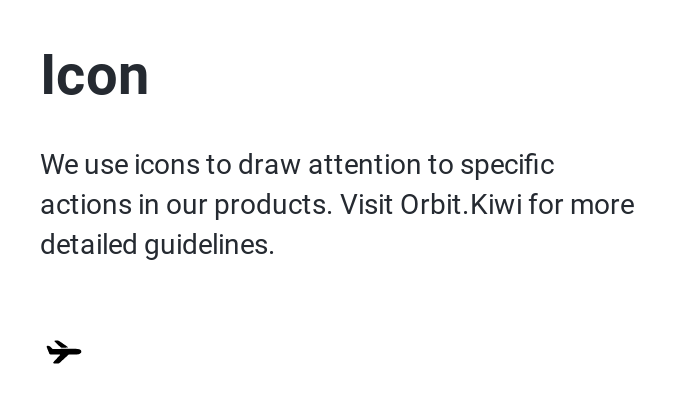 Icon
We use icons to draw attention to specific
actions in our products. Visit Orbit.Kiwi for more
detailed guidelines.